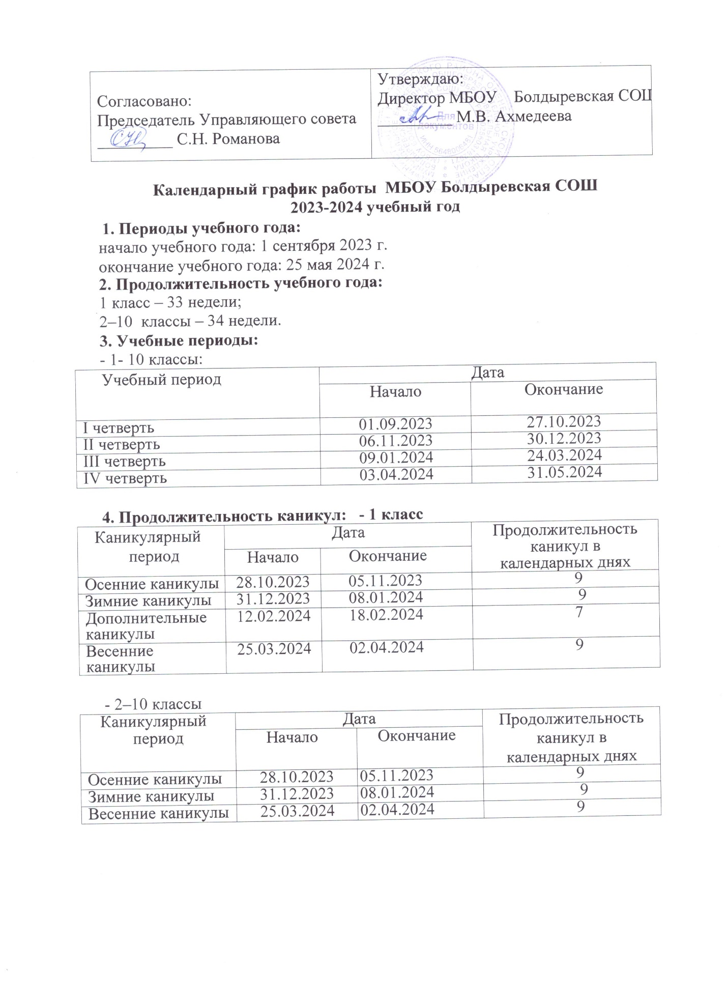 Согласовано:
Председатель Управляющего совета
С.Н. Романова
Утверждаю:
Директор МБОУ Болдыревская СОШ
М.В. Ахмедеева
Для
документов
ИНН 5648006481
Календарный график работы МБОУ Болдыревская СОШ
2023-2024 учебный год
1. Периоды учебного года:
начало учебного года: 1 сентября 2023 г.
окончание учебного года: 25 мая 2024 г.
2. Продолжительность учебного года:
1 класс – 33 недели;
2–10 классы – 34 недели.
3. Учебные периоды:
- 1- 10 классы:
Учебный период Дата
Начало Окончание
I четверть 01.09.2023 27.10.2023
II четверть 06.11.2023 30.12.2023
III четверть 09.01.2024 24.03.2024
IV четверть 03.04.2024 31.05.2024
4. Продолжительность каникул: - 1 класс
Каникулярный период Дата Продолжительность каникул в календарных днях
Начало Окончание
Осенние каникулы 28.10.2023 05.11.2023 9
Зимние каникулы 31.12.2023 08.01.2024 9
Дополнительные каникулы 12.02.2024 18.02.2024 7
Весенние каникулы 25.03.2024 02.04.2024 9
- 2–10 классы
Каникулярный период Дата Продолжительность каникул в календарных днях
Начало Окончание
Осенние каникулы 28.10.2023 05.11.2023 9
Зимние каникулы 31.12.2023 08.01.2024 9
Весенние каникулы 25.03.2024 02.04.2024 9